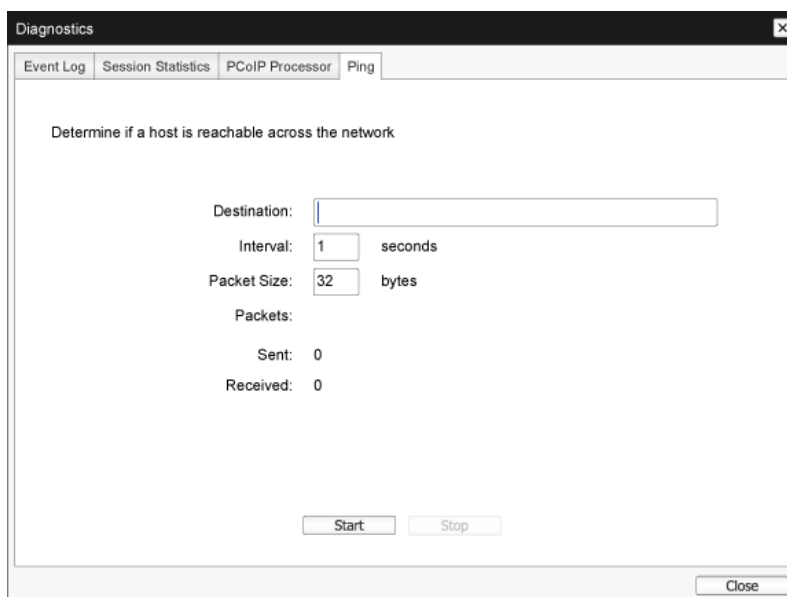 Diagnostics
Event Log Session Statistics PCoIP Processor Ping
Determine if a host is reachable across the network
Destination:
Interval: 1 seconds
Packet Size: 32 bytes
Packets:
Sent: 0
Received: 0
Start Stop
Close